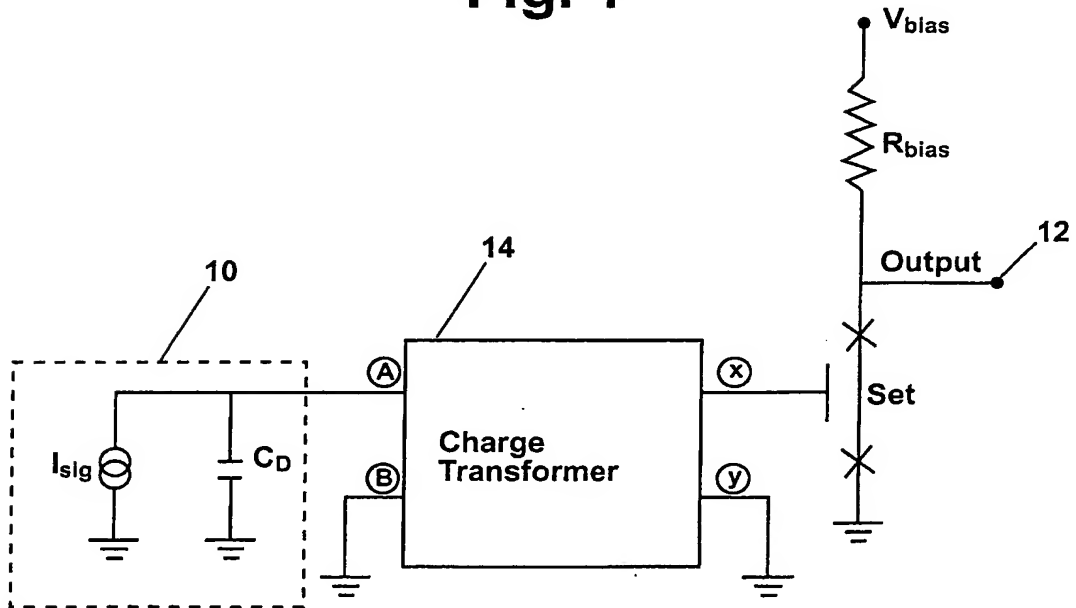 V_bias
R_bias
12
Output
14
10
A
x
Set
I_sig
C_D
Charge
Transformer
B
y